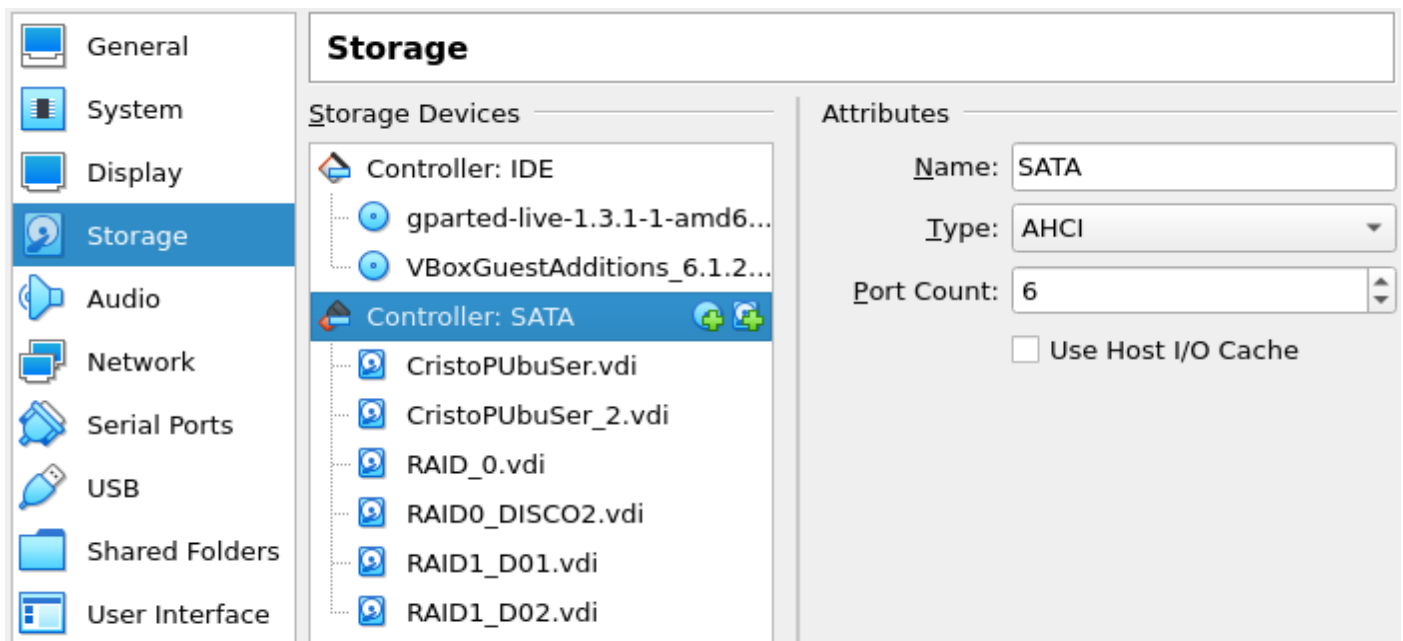 General
System
Display
Storage
Audio
Network
Serial Ports
USB
Shared Folders
User Interface
Storage
Storage Devices
Controller: IDE
gparted-live-1.3.1-1-amd6...
VBoxGuestAdditions_6.1.2...
Controller: SATA
CristoPUbuSer.vdi
CristoPUbuSer_2.vdi
RAID_0.vdi
RAID0_DISCO2.vdi
RAID1_D01.vdi
RAID1_D02.vdi
Attributes
Name: SATA
Type: AHCI
Port Count: 6
Use Host I/O Cache